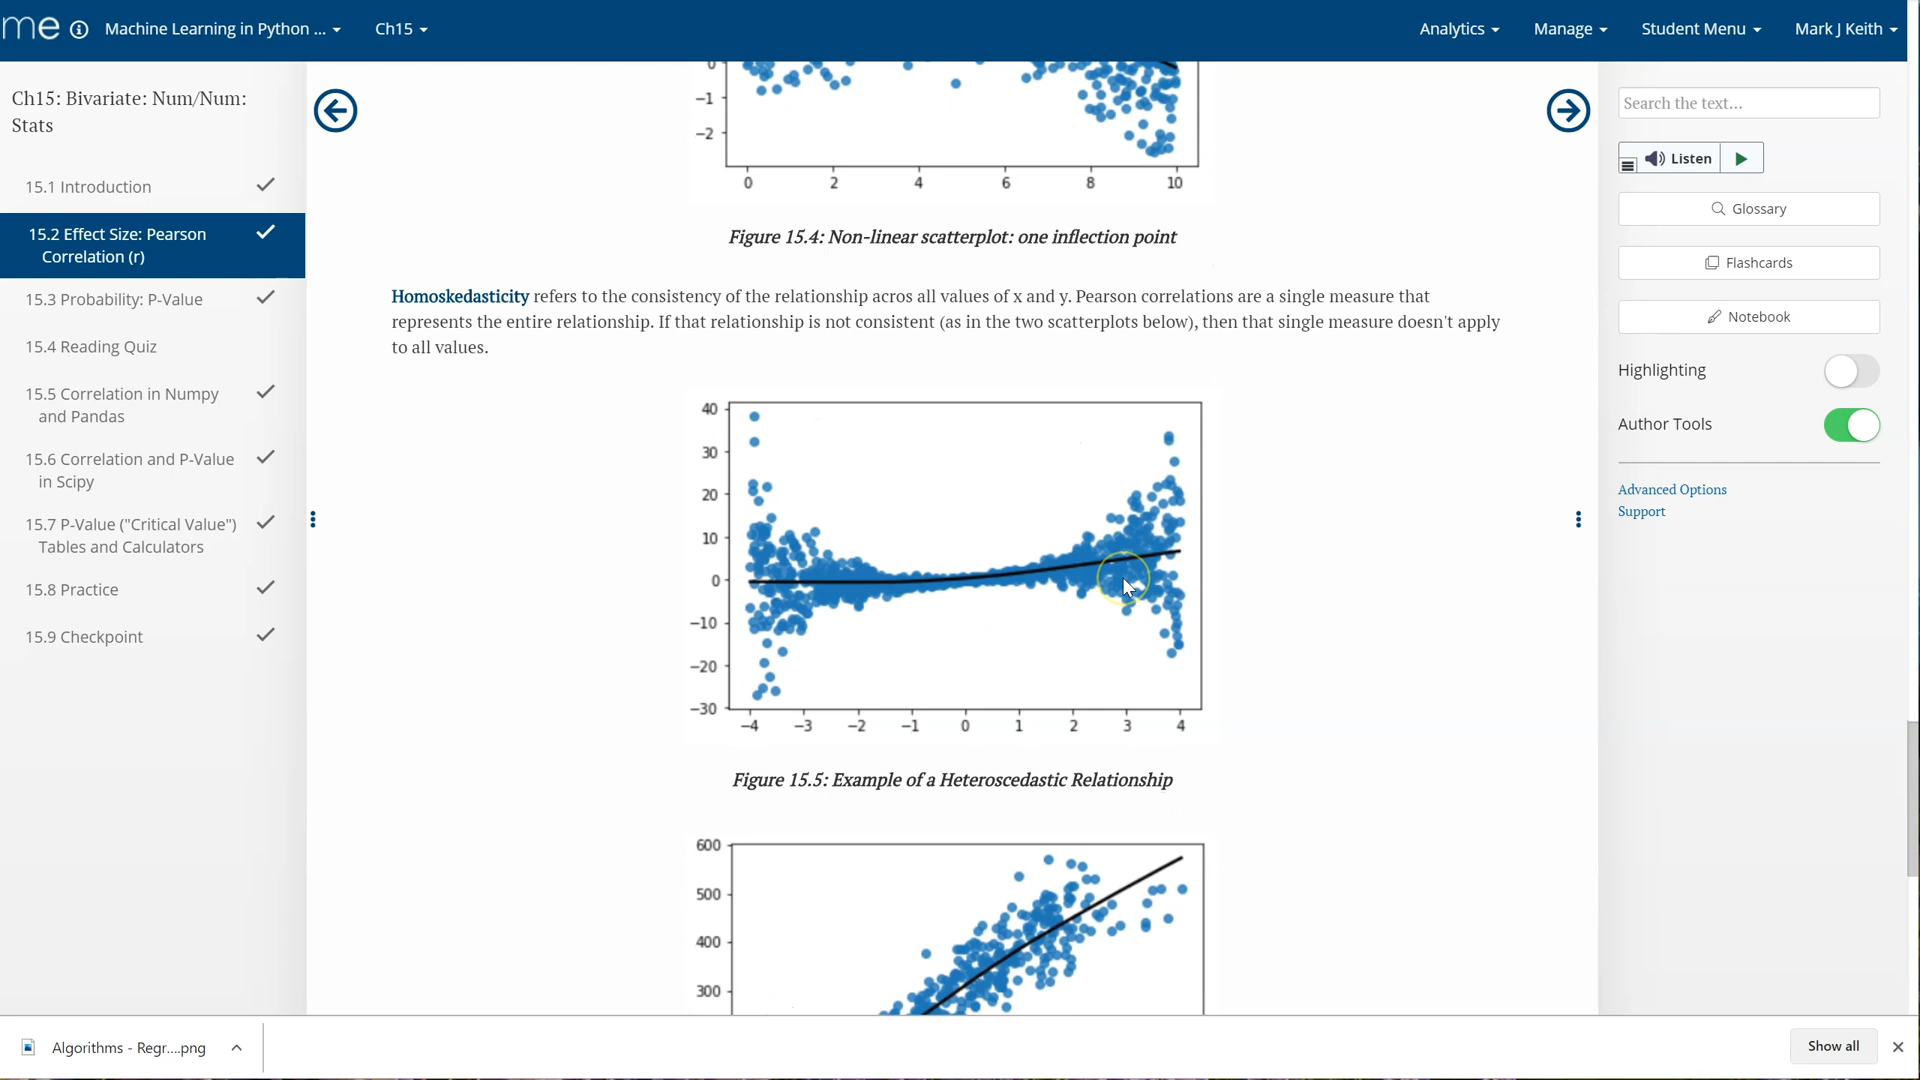 me Machine Learning in Python ... Ch15 Analytics Manage Student Menu Mark J Keith
Ch15: Bivariate: Num/Num:
Stats
15.1 Introduction
15.2 Effect Size: Pearson
Correlation (r)
15.3 Probability: P-Value
15.4 Reading Quiz
15.5 Correlation in Numpy
and Pandas
15.6 Correlation and P-Value
in Scipy
15.7 P-Value ("Critical Value")
Tables and Calculators
15.8 Practice
15.9 Checkpoint
0
−1
−2
0 2 4 6 8 10
Figure 15.4: Non-linear scatterplot: one inflection point
Homoskedasticity refers to the consistency of the relationship acros all values of x and y. Pearson correlations are a single measure that
represents the entire relationship. If that relationship is not consistent (as in the two scatterplots below), then that single measure doesn't apply
to all values.
40
30
20
10
0
−10
−20
−30
−4 −3 −2 −1 0 1 2 3 4
Figure 15.5: Example of a Heteroscedastic Relationship
600
500
400
300
Search the text...
Listen
Glossary
Flashcards
Notebook
Highlighting
Author Tools
Advanced Options
Support
Algorithms - Regr....png
Show all